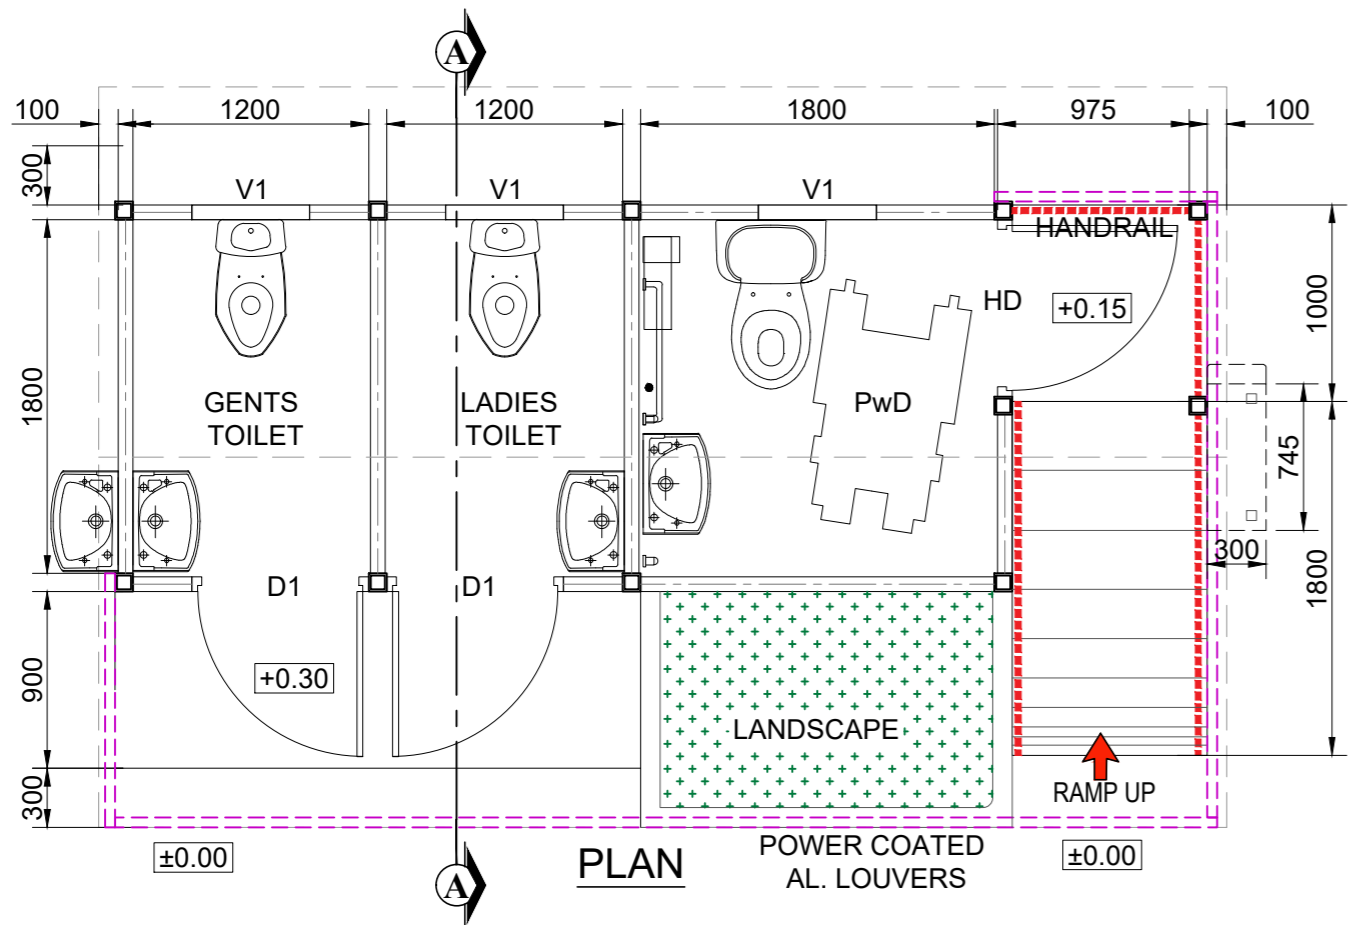 A
100
1200
1200
1800
975
100
300
V1
V1
V1
HANDRAIL
HD
+0.15
1000
GENTS
TOILET
LADIES
TOILET
PwD
1800
745
300
1800
D1
D1
900
+0.30
LANDSCAPE
RAMP UP
300
±0.00
PLAN
POWER COATED
AL. LOUVERS
±0.00
A